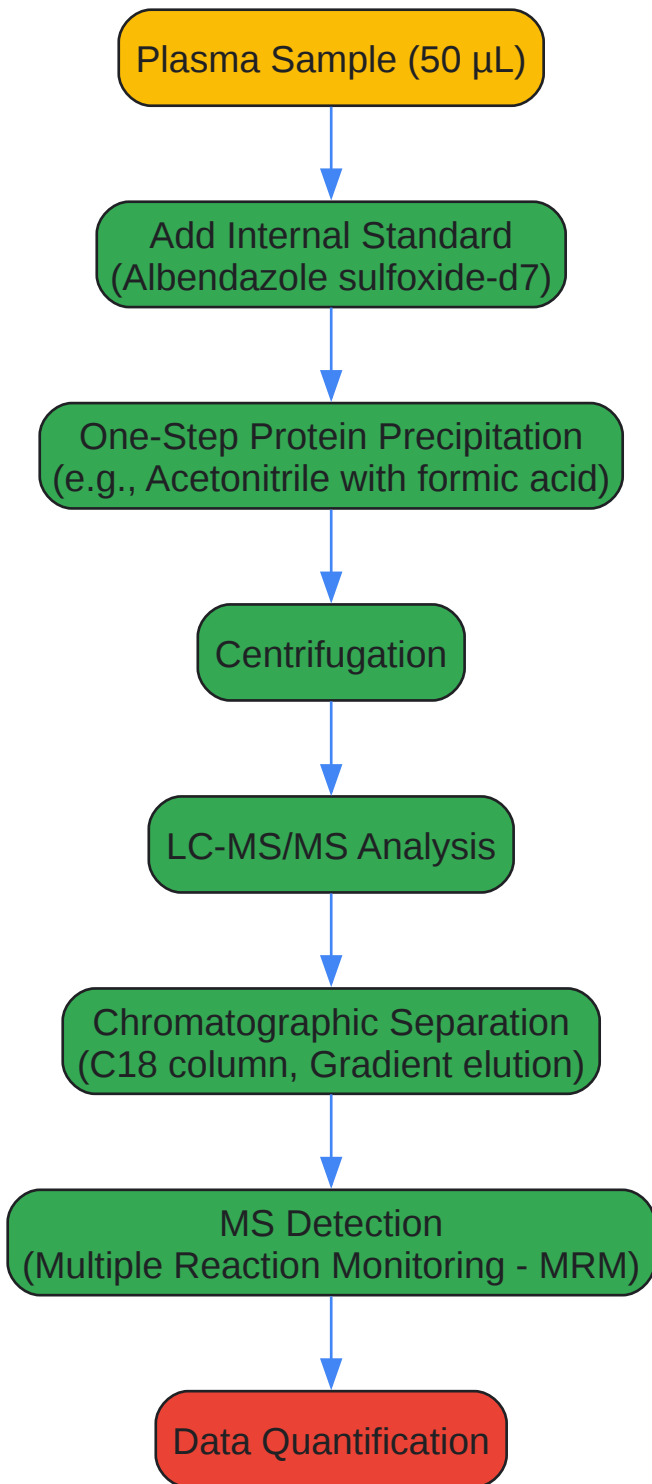 Plasma Sample (50 µL)
Add Internal Standard
(Albendazole sulfoxide-d7)
One-Step Protein Precipitation
(e.g., Acetonitrile with formic acid)
Centrifugation
LC-MS/MS Analysis
Chromatographic Separation
(C18 column, Gradient elution)
MS Detection
(Multiple Reaction Monitoring - MRM)
Data Quantification